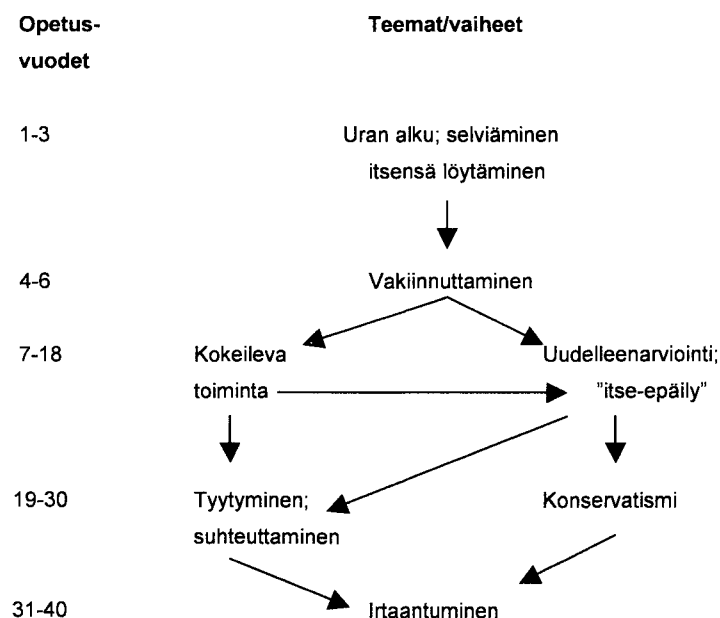 Opetus-
vuodet
Teemat/vaiheet
1-3
Uran alku; selviäminen
itsensä löytäminen
4-6
Vakiinnuttaminen
7-18
Kokeileva
toiminta
Uudelleenarviointi;
"itse-epäily"
19-30
Tyytyminen;
suhteuttaminen
Konservatismi
31-40
Irtaantuminen